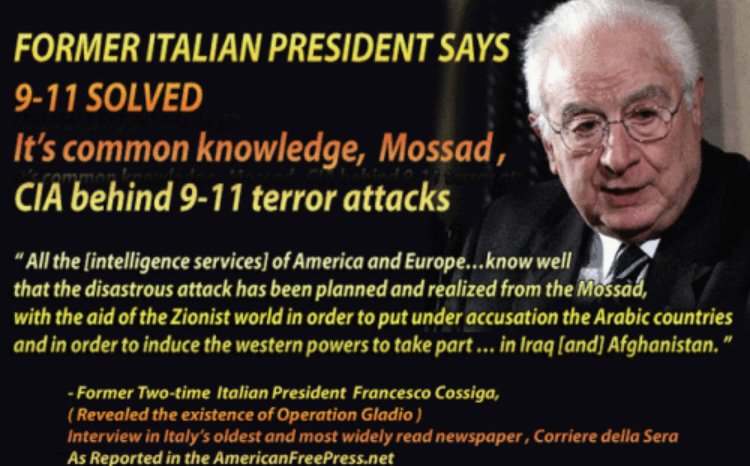 FORMER ITALIAN PRESIDENT SAYS
9-11 SOLVED
It's common knowledge, Mossad ,
CIA behind 9-11 terror attacks
“ All the [intelligence services] of America and Europe...know well
that the disastrous attack has been planned and realized from the Mossad,
with the aid of the Zionist world in order to put under accusation the Arabic countries
and in order to induce the western powers to take part ... in Iraq [and] Afghanistan. ”
- Former Two-time Italian President Francesco Cossiga,
( Revealed the existence of Operation Gladio )
Interview in Italy's oldest and most widely read newspaper , Corriere della Sera
As Reported in the AmericanFreePress.net